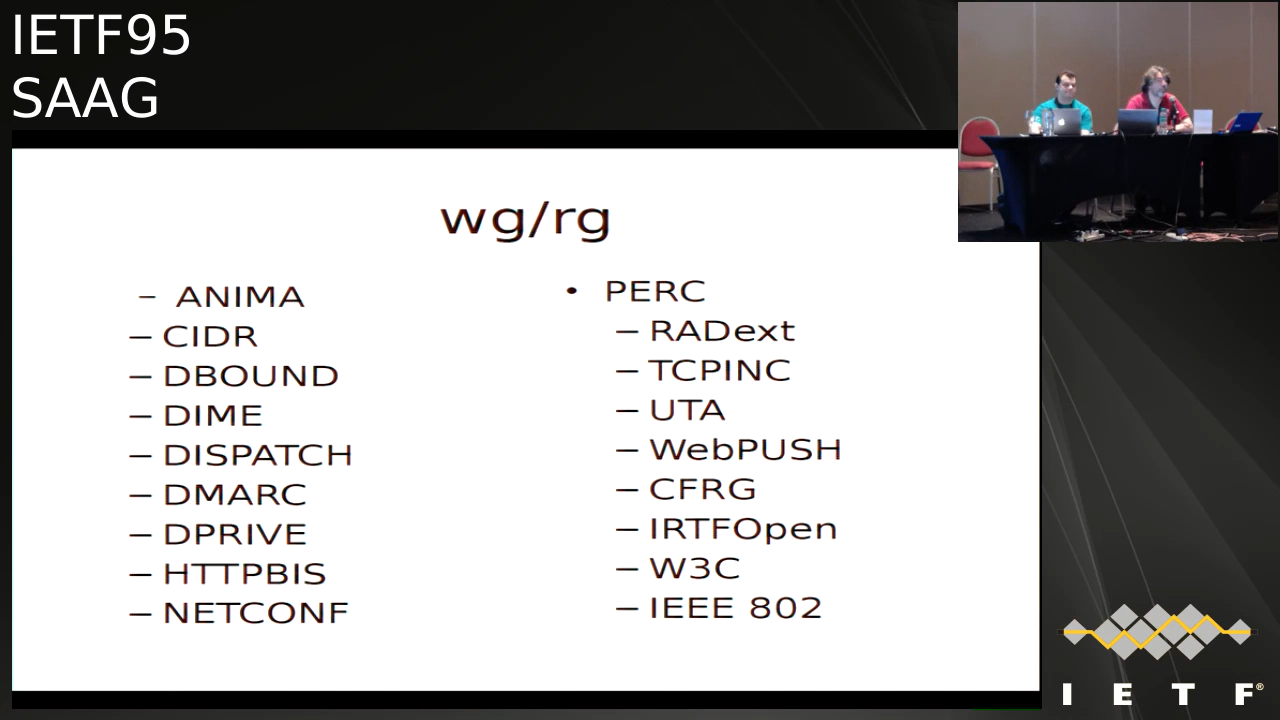 IETF95
SAAG
wg/rg
– ANIMA
– CIDR
– DBOUND
– DIME
– DISPATCH
– DMARC
– DPRIVE
– HTTPBIS
– NETCONF
• PERC
– RADext
– TCPINC
– UTA
– WebPUSH
– CFRG
– IRTFOpen
– W3C
– IEEE 802
I E T F®